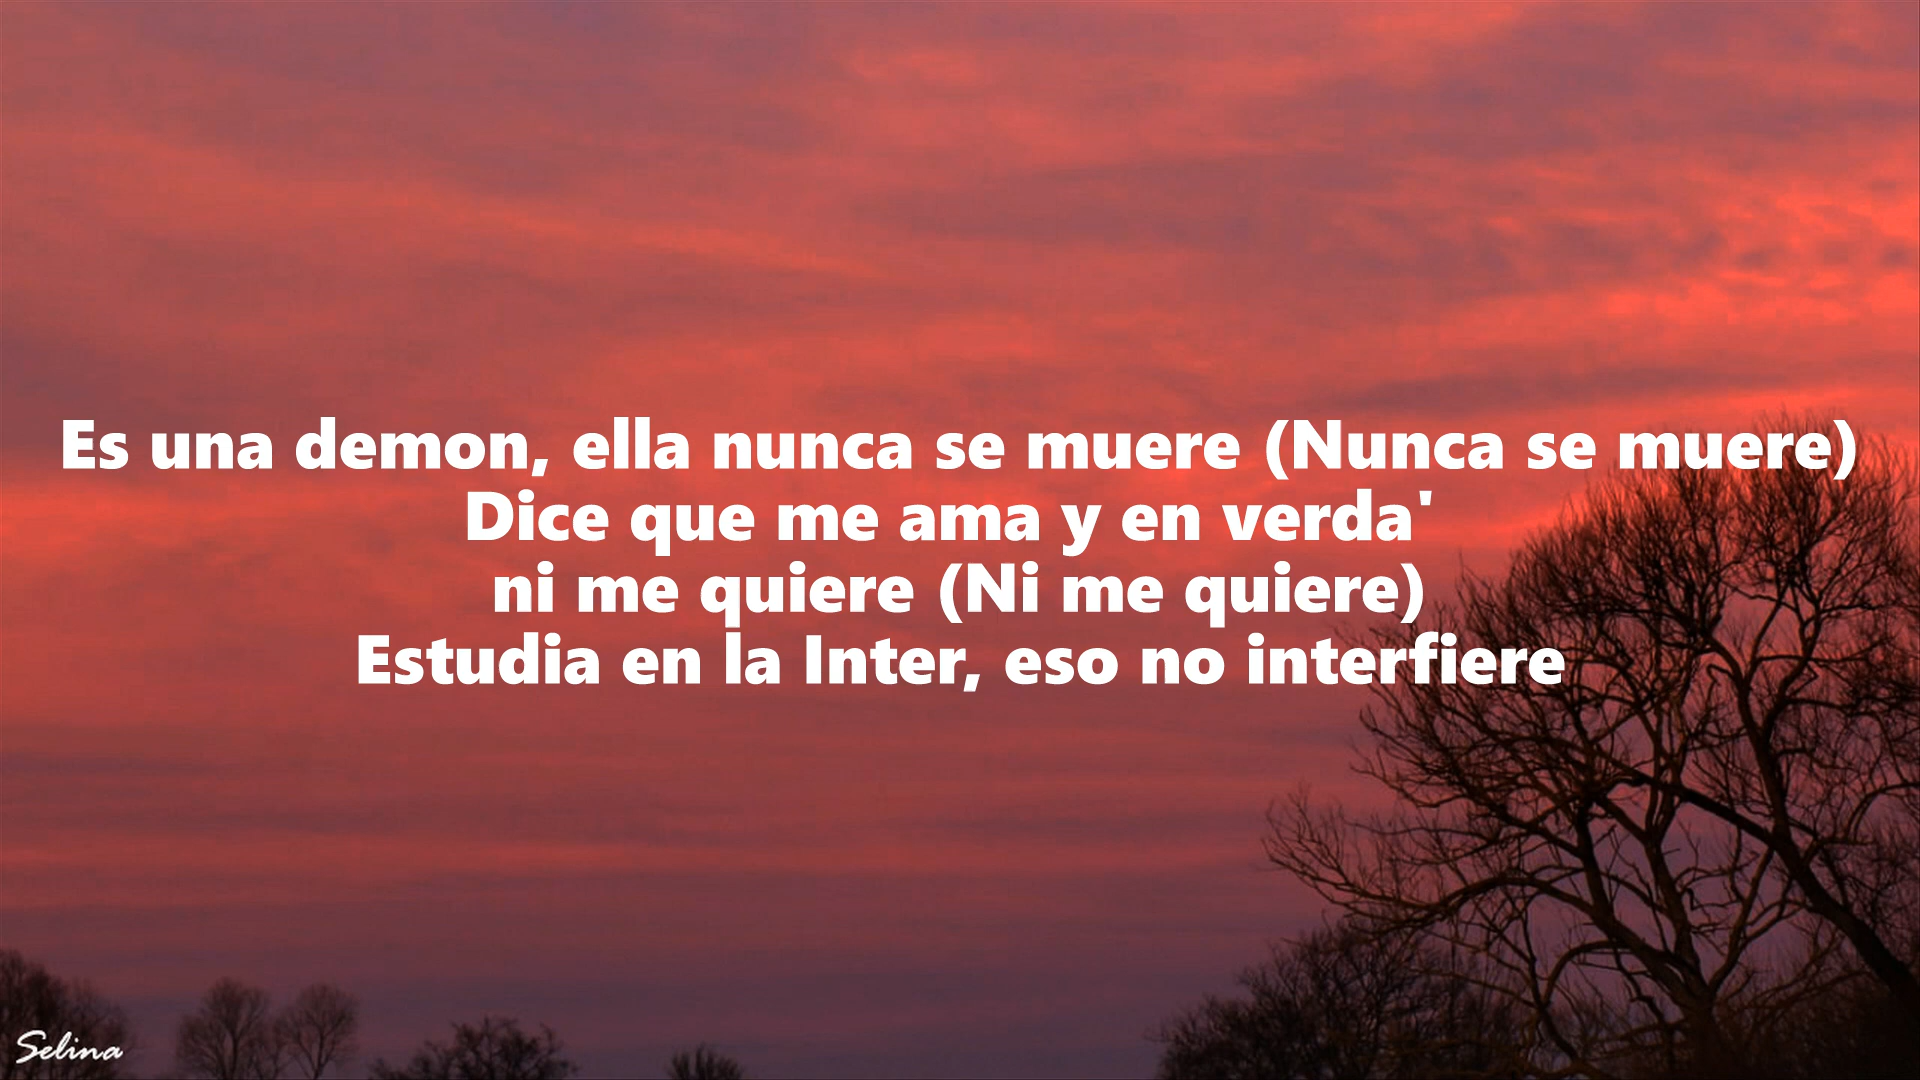 Es una demon, ella nunca se muere (Nunca se muere)
Dice que me ama y en verda'
ni me quiere (Ni me quiere)
Estudia en la Inter, eso no interfiere
Selina